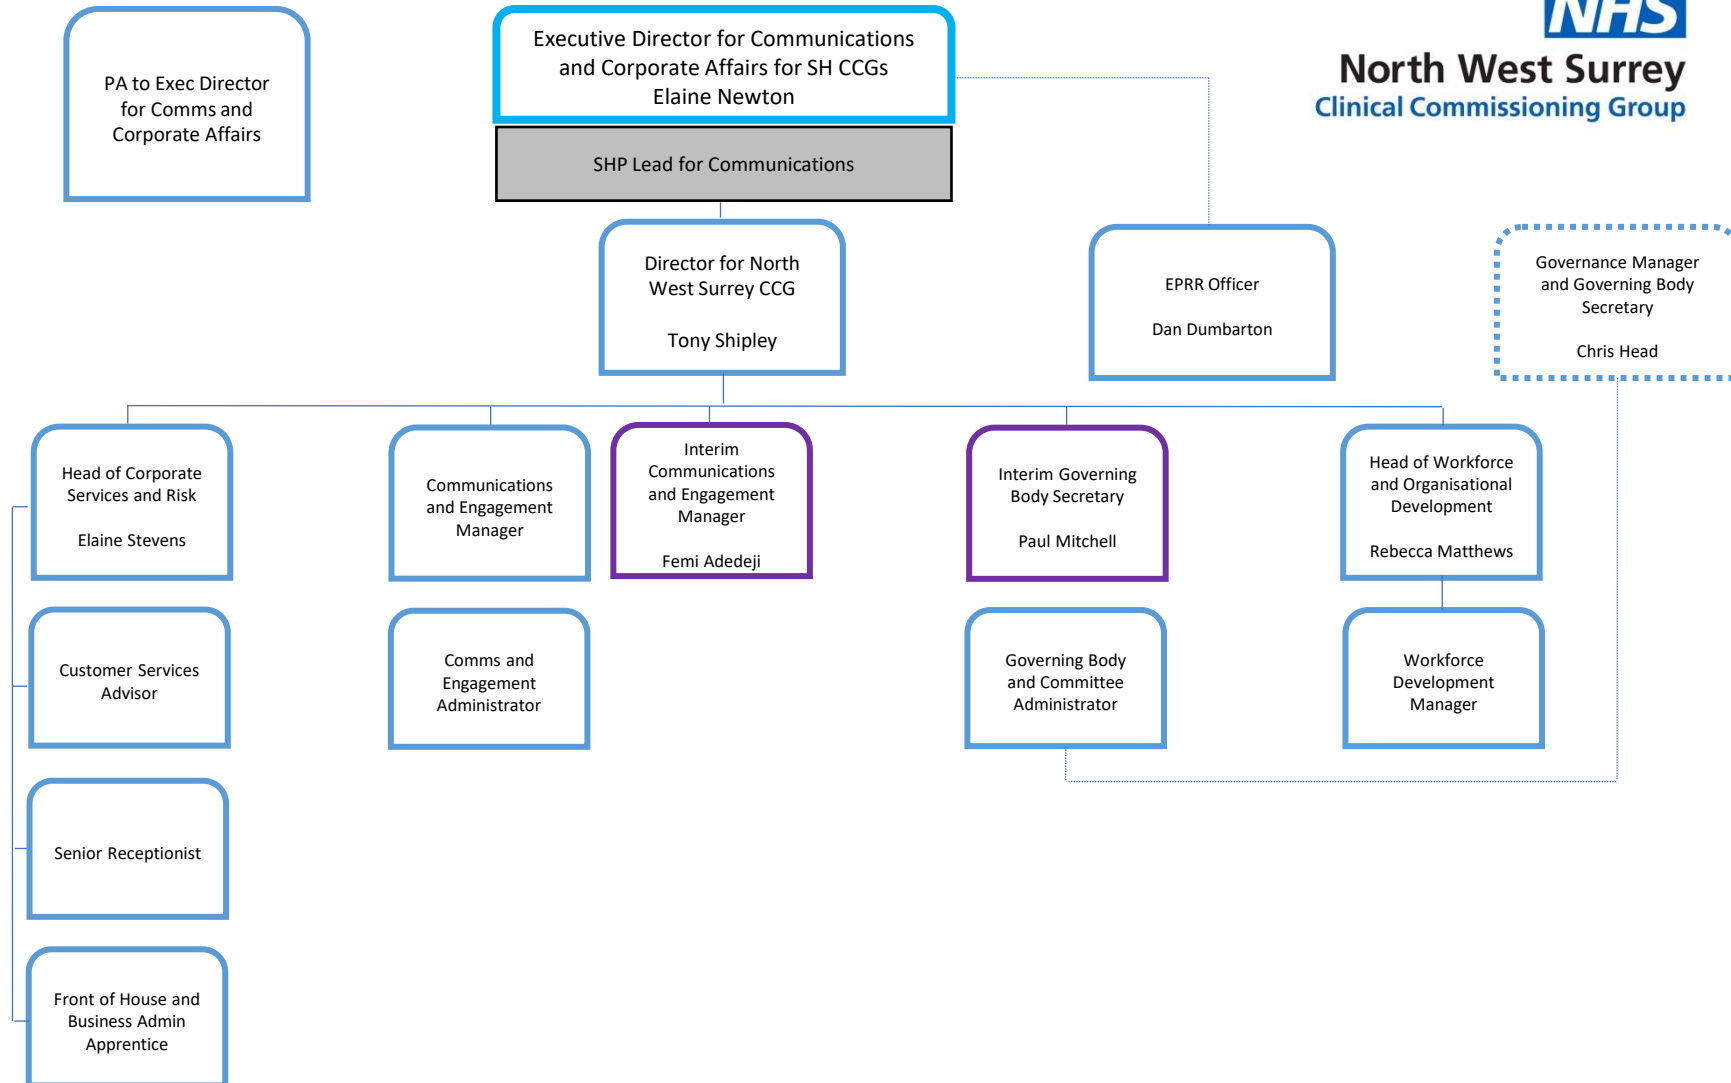 PA to Exec Director
for Comms and
Corporate Affairs
Executive Director for Communications
and Corporate Affairs for SH CCGs
Elaine Newton
SHP Lead for Communications
NHS
North West Surrey
Clinical Commissioning Group
Director for North
West Surrey CCG
Tony Shipley
EPRR Officer
Dan Dumbarton
Governance Manager
and Governing Body
Secretary
Chris Head
Head of Corporate
Services and Risk
Elaine Stevens
Communications
and Engagement
Manager
Interim
Communications
and Engagement
Manager
Femi Adedeji
Interim Governing
Body Secretary
Paul Mitchell
Head of Workforce
and Organisational
Development
Rebecca Matthews
Customer Services
Advisor
Comms and
Engagement
Administrator
Governing Body
and Committee
Administrator
Workforce
Development
Manager
Senior Receptionist
Front of House and
Business Admin
Apprentice